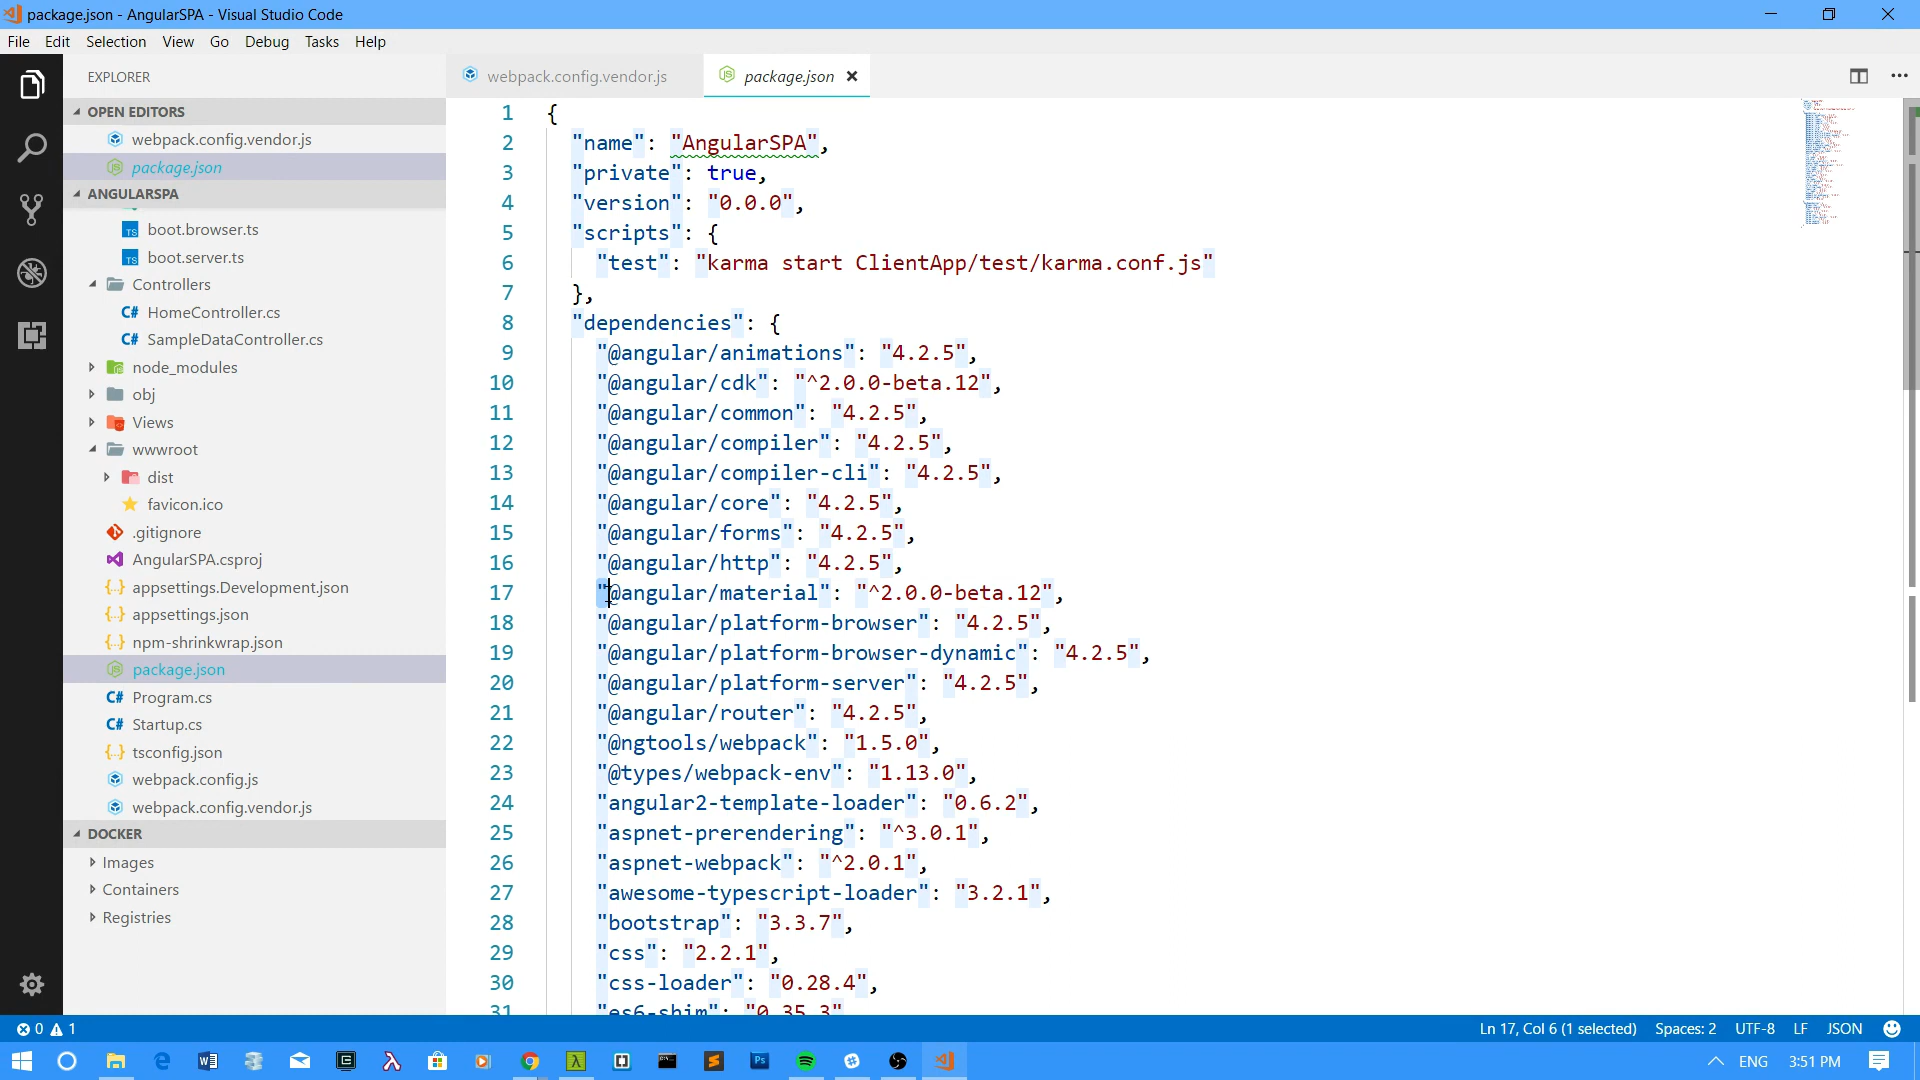 package.json - AngularSPA - Visual Studio Code
File Edit Selection View Go Debug Tasks Help
EXPLORER
OPEN EDITORS
webpack.config.vendor.js
package.json
ANGULARSPA
boot.browser.ts
boot.server.ts
Controllers
HomeController.cs
SampleDataController.cs
node_modules
obj
Views
wwwroot
dist
favicon.ico
.gitignore
AngularSPA.csproj
appsettings.Development.json
appsettings.json
npm-shrinkwrap.json
package.json
Program.cs
Startup.cs
tsconfig.json
webpack.config.js
webpack.config.vendor.js
DOCKER
Images
Containers
Registries
webpack.config.vendor.js package.json
1 {
2 "name": "AngularSPA",
3 "private": true,
4 "version": "0.0.0",
5 "scripts": {
6 "test": "karma start ClientApp/test/karma.conf.js"
7 },
8 "dependencies": {
9 "@angular/animations": "4.2.5",
10 "@angular/cdk": "^2.0.0-beta.12",
11 "@angular/common": "4.2.5",
12 "@angular/compiler": "4.2.5",
13 "@angular/compiler-cli": "4.2.5",
14 "@angular/core": "4.2.5",
15 "@angular/forms": "4.2.5",
16 "@angular/http": "4.2.5",
17 "@angular/material": "^2.0.0-beta.12",
18 "@angular/platform-browser": "4.2.5",
19 "@angular/platform-browser-dynamic": "4.2.5",
20 "@angular/platform-server": "4.2.5",
21 "@angular/router": "4.2.5",
22 "@ngtools/webpack": "1.5.0",
23 "@types/webpack-env": "1.13.0",
24 "angular2-template-loader": "0.6.2",
25 "aspnet-prerendering": "^3.0.1",
26 "aspnet-webpack": "^2.0.1",
27 "awesome-typescript-loader": "3.2.1",
28 "bootstrap": "3.3.7",
29 "css": "2.2.1",
30 "css-loader": "0.28.4",
31 "es6-shim": "0.35.3"
0 1 Ln 17, Col 6 (1 selected) Spaces: 2 UTF-8 LF JSON
ENG 3:51 PM